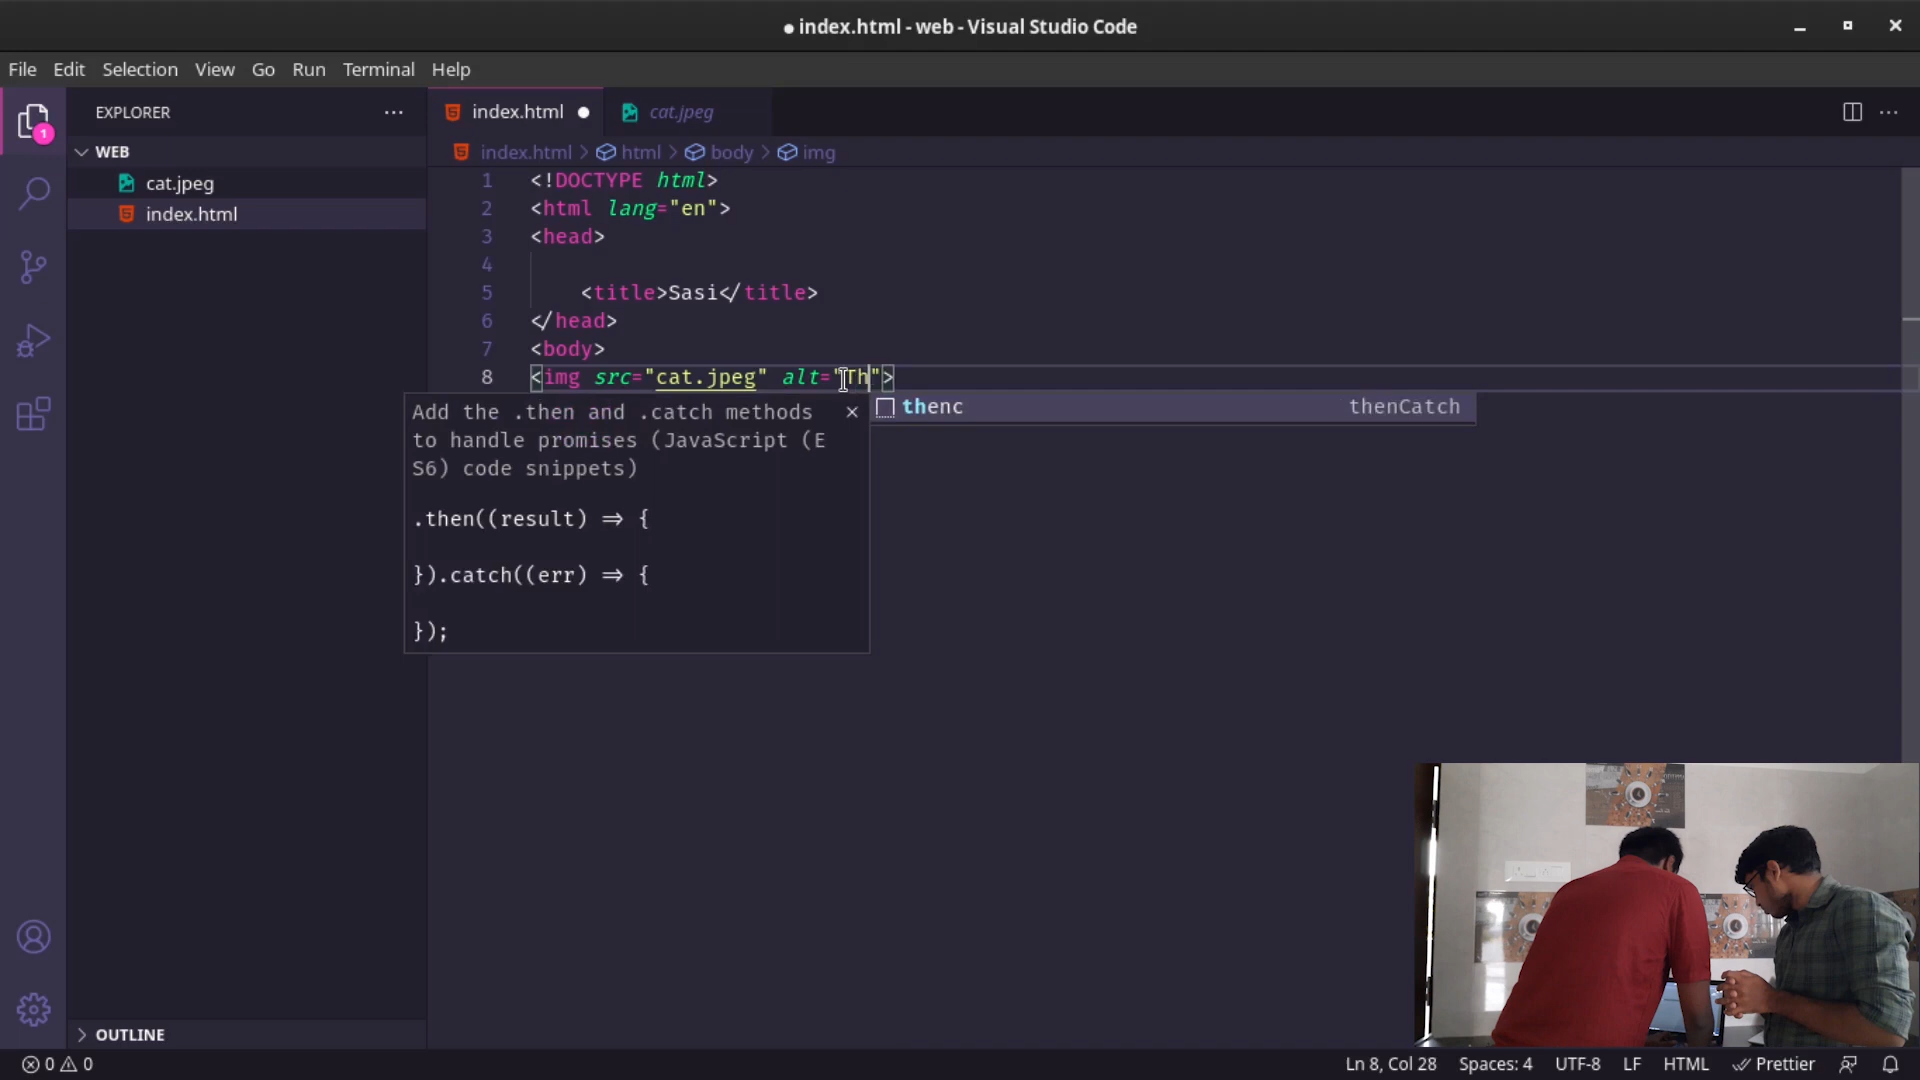 ● index.html - web - Visual Studio Code
File Edit Selection View Go Run Terminal Help
EXPLORER
1
WEB
cat.jpeg
index.html
OUTLINE
index.html ● cat.jpeg
index.html > html > body > img
1 <!DOCTYPE html>
2 <html lang="en">
3 <head>
4
5 <title>Sasi</title>
6 </head>
7 <body>
8 <img src="cat.jpeg" alt="Th">
thenc thenCatch
Add the .then and .catch methods
to handle promises (JavaScript (E
S6) code snippets)
.then((result) => {
}).catch((err) => {
});
0 0 Ln 8, Col 28 Spaces: 4 UTF-8 LF HTML Prettier